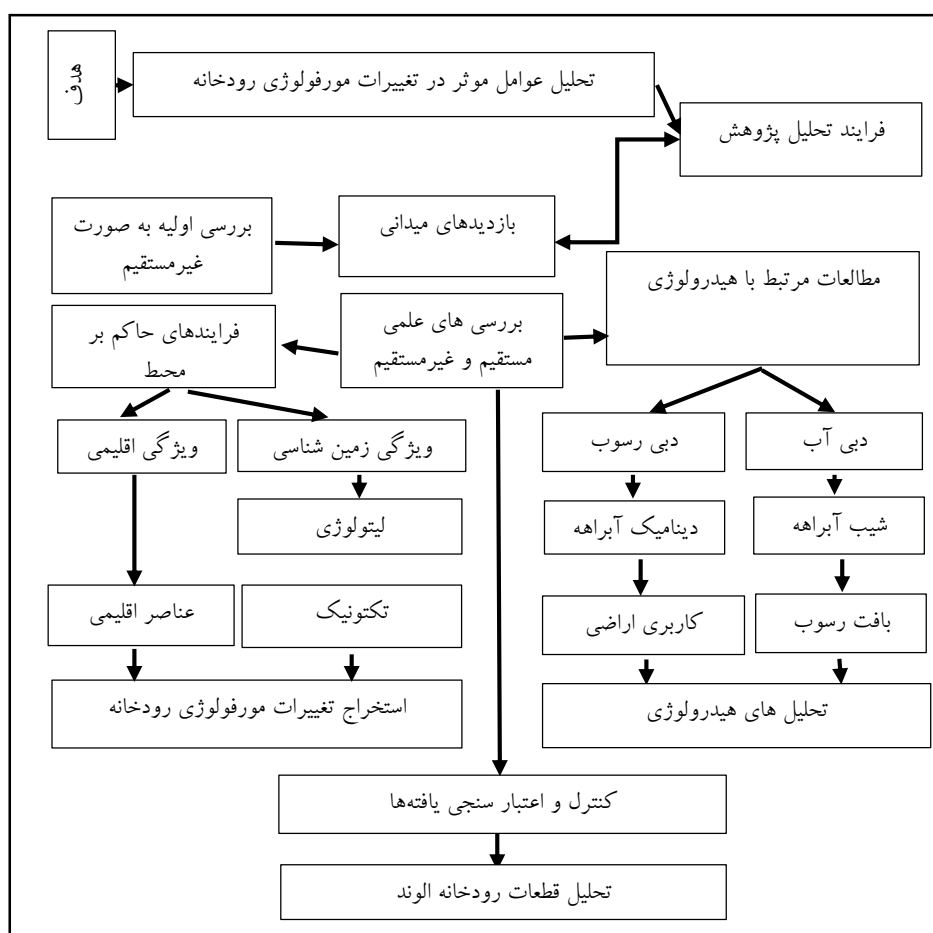 هدف
تحلیل عوامل موثر در تغییرات مورفولوژی رودخانه
فرایند تحلیل پژوهش
بررسی اولیه به صورت
غیرمستقیم
بازدیدهای میدانی
مطالعات مرتبط با هیدرولوژی
فرایندهای حاکم بر
محیط
بررسی های علمی
مستقیم و غیرمستقیم
ویژگی اقلیمی
ویژگی زمین شناسی
دبی رسوب
دبی آب
لیتولوژی
دینامیک آبراهه
شیب آبراهه
عناصر اقلیمی
تکتونیک
کاربری اراضی
بافت رسوب
استخراج تغییرات مورفولوژی رودخانه
تحلیل های هیدرولوژی
کنترل و اعتبار سنجی یافته‌ها
تحلیل قطعات رودخانه الوند